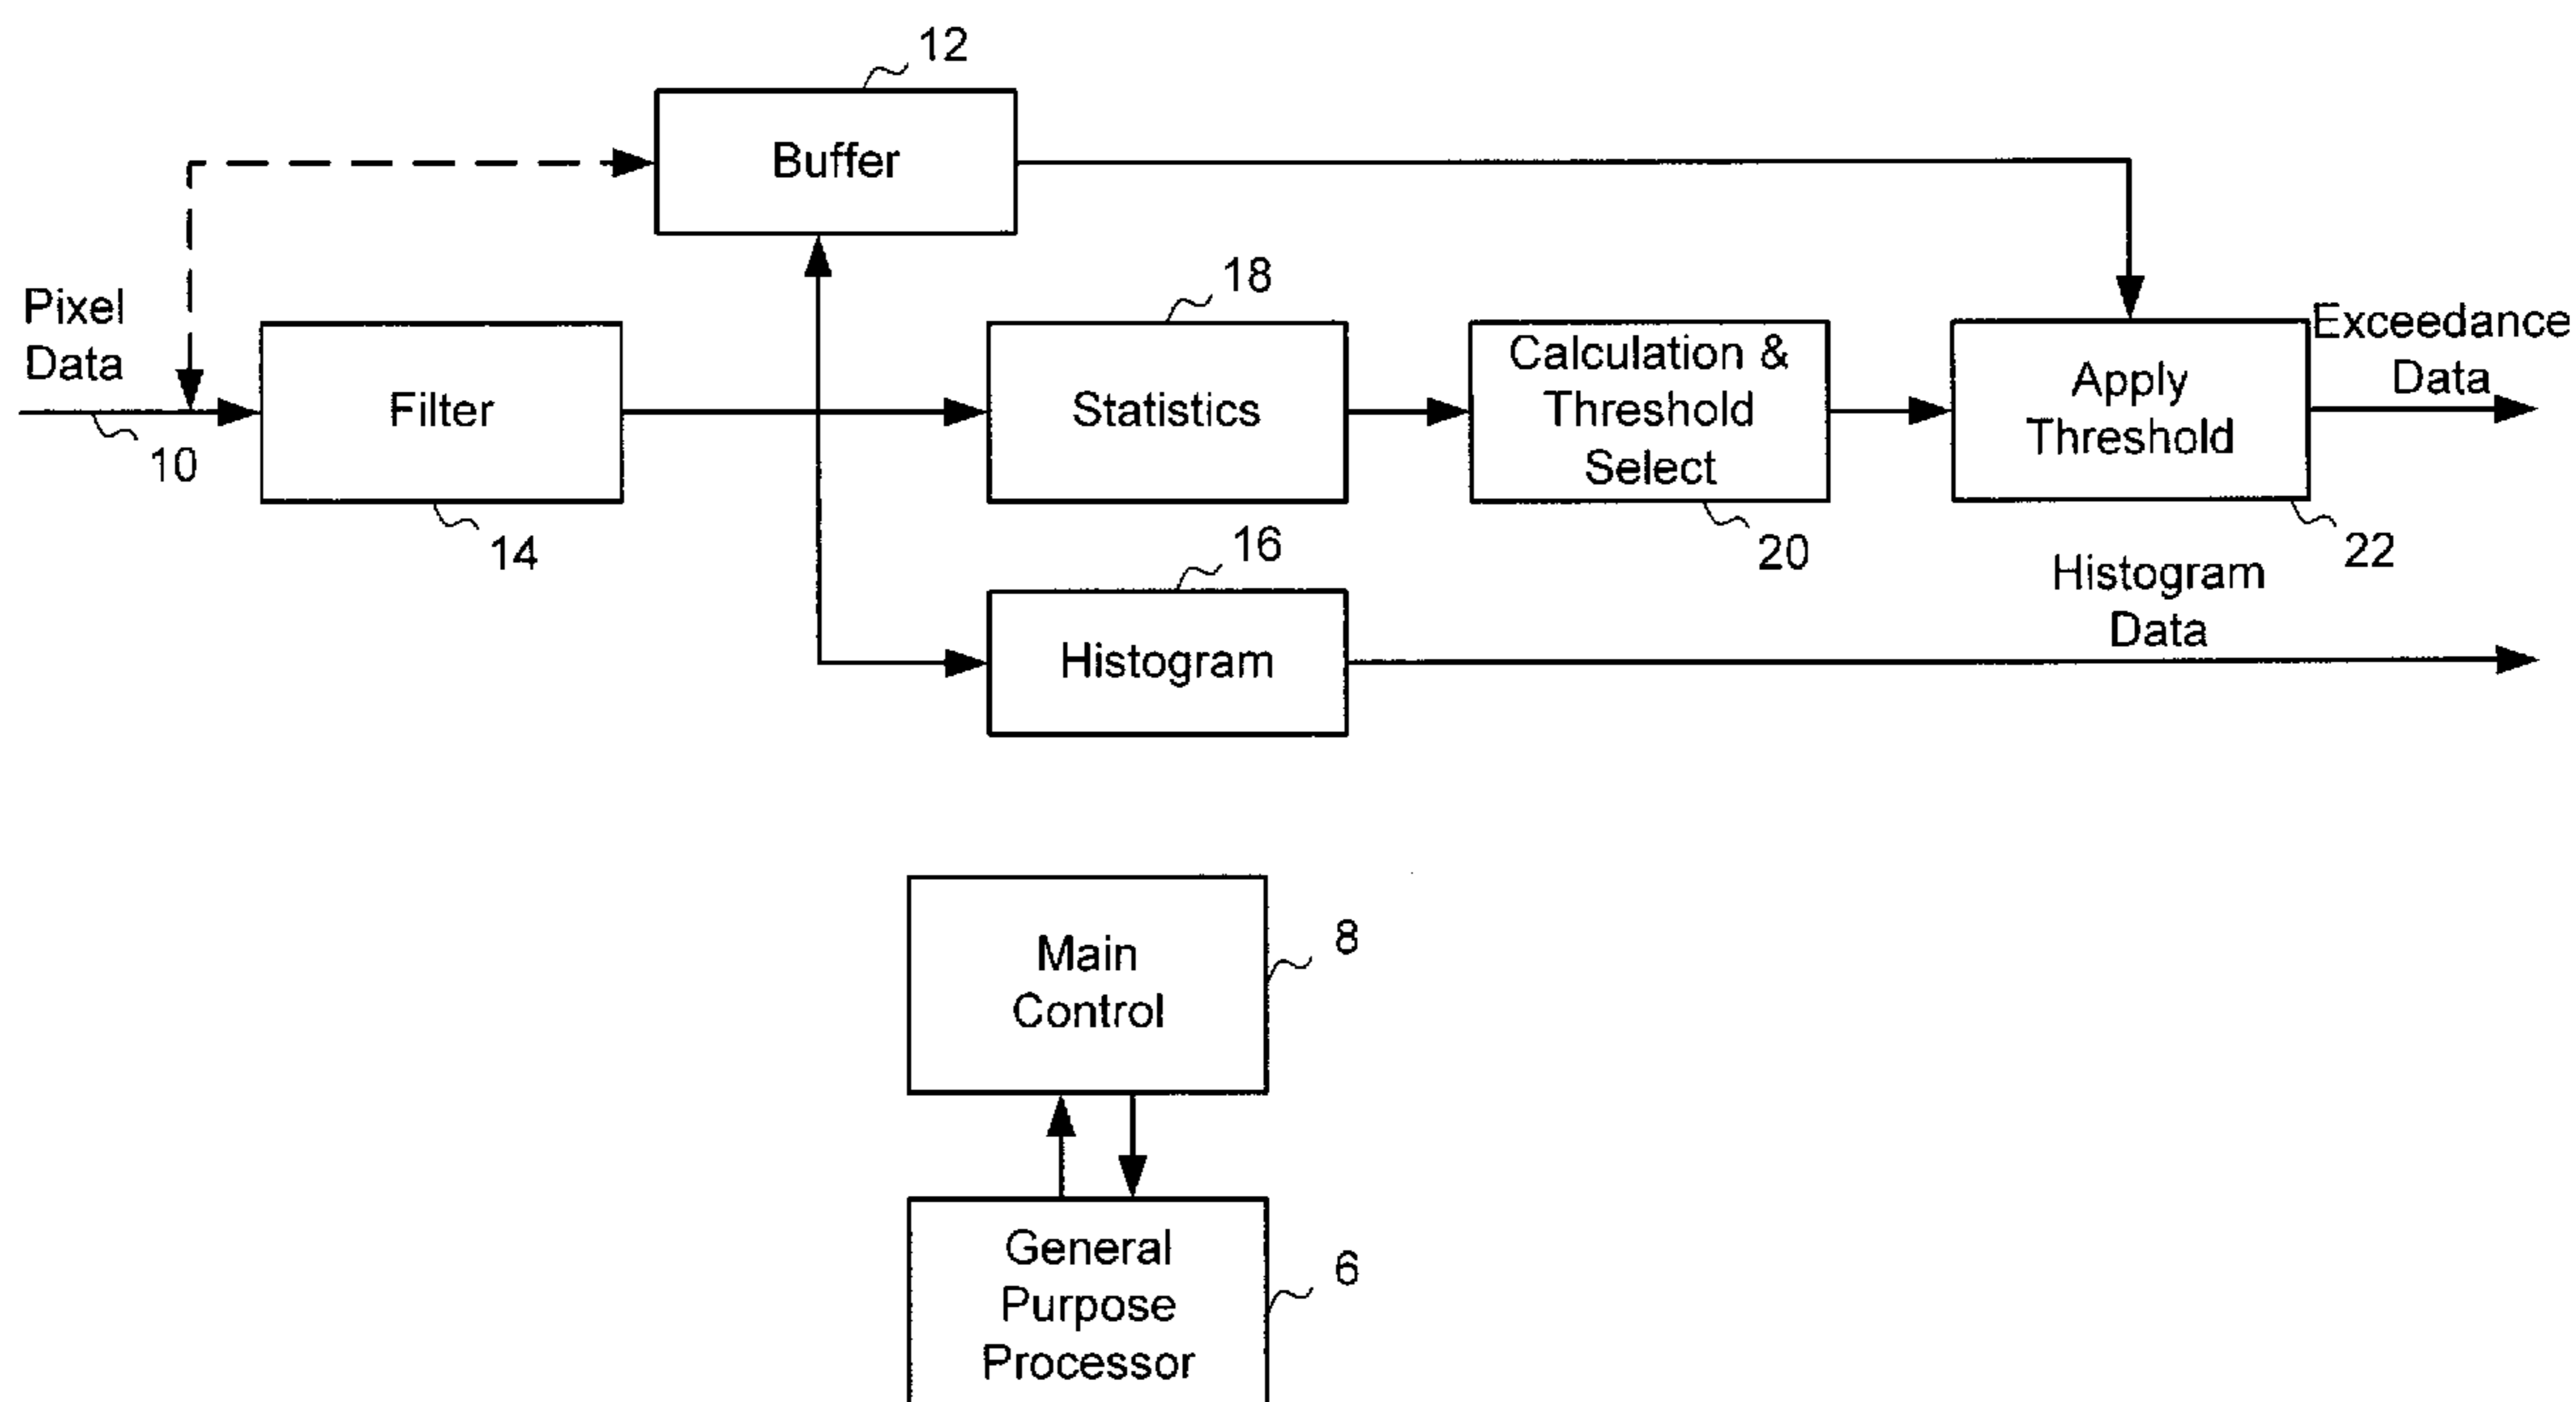 12
Buffer
18
Pixel
Data
Filter
Statistics
Calculation &
Threshold
Select
Apply
Threshold
Exceedance
Data
10
14
16
20
22
Histogram
Histogram
Data
Main
Control
8
General
Purpose
Processor
6